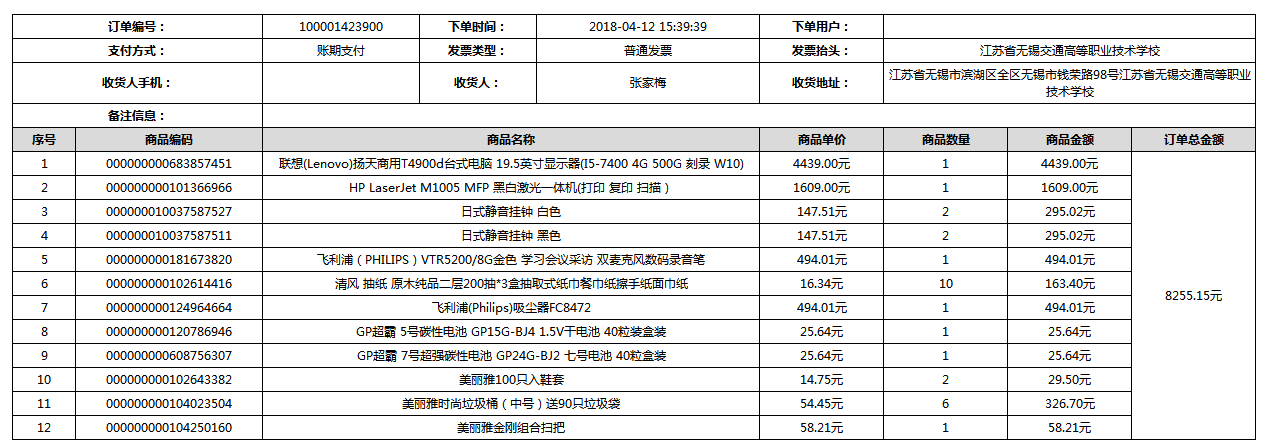 订单编号： 100001423900 下单时间： 2018-04-12 15:39:39 下单用户：
支付方式： 账期支付 发票类型： 普通发票 发票抬头： 江苏省无锡交通高等职业技术学校
收货人手机： 收货人： 张家梅 收货地址： 江苏省无锡市滨湖区全区无锡市钱荣路98号江苏省无锡交通高等职业
技术学校
备注信息：
序号 商品编码 商品名称 商品单价 商品数量 商品金额 订单总金额
1 000000000683857451 联想(Lenovo)扬天商用T4900d台式电脑 19.5英寸显示器(I5-7400 4G 500G 刻录 W10) 4439.00元 1 4439.00元
2 000000000101366966 HP LaserJet M1005 MFP 黑白激光一体机(打印 复印 扫描） 1609.00元 1 1609.00元
3 000000010037587527 日式静音挂钟 白色 147.51元 2 295.02元
4 000000010037587511 日式静音挂钟 黑色 147.51元 2 295.02元
5 000000000181673820 飞利浦（PHILIPS）VTR5200/8G金色 学习会议采访 双麦克风数码录音笔 494.01元 1 494.01元
6 000000000102614416 清风 抽纸 原木纯品二层200抽*3盒抽取式纸巾餐巾纸擦手纸面巾纸 16.34元 10 163.40元
7 000000000124964664 飞利浦(Philips)吸尘器FC8472 494.01元 1 494.01元
8255.15元
8 000000000120786946 GP超霸 5号碳性电池 GP15G-BJ4 1.5V干电池 40粒装盒装 25.64元 1 25.64元
9 000000000608756307 GP超霸 7号超强碳性电池 GP24G-BJ2 七号电池 40粒盒装 25.64元 1 25.64元
10 000000000102643382 美丽雅100只入鞋套 14.75元 2 29.50元
11 000000000104023504 美丽雅时尚垃圾桶（中号）送90只垃圾袋 54.45元 6 326.70元
12 000000000104250160 美丽雅金刚组合扫把 58.21元 1 58.21元